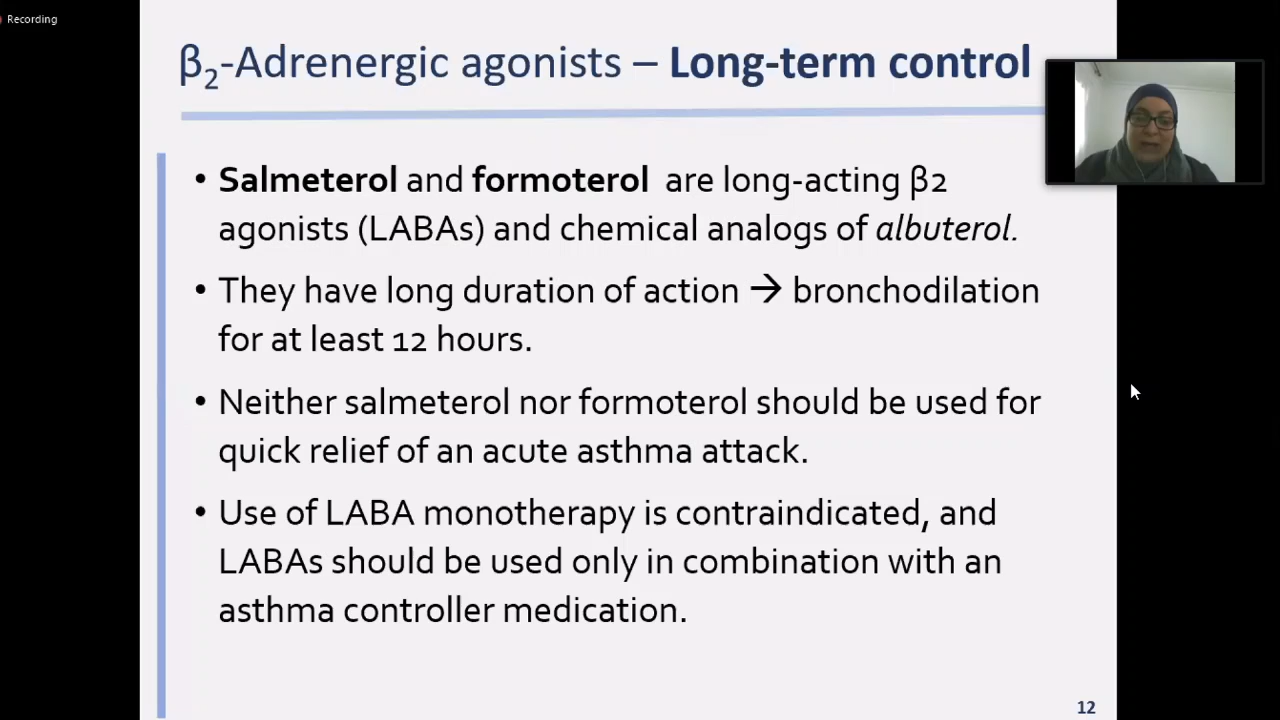 Recording
β2-Adrenergic agonists – Long-term control
• Salmeterol and formoterol are long-acting β2
agonists (LABAs) and chemical analogs of albuterol.
• They have long duration of action → bronchodilation
for at least 12 hours.
• Neither salmeterol nor formoterol should be used for
quick relief of an acute asthma attack.
• Use of LABA monotherapy is contraindicated, and
LABAs should be used only in combination with an
asthma controller medication.
12